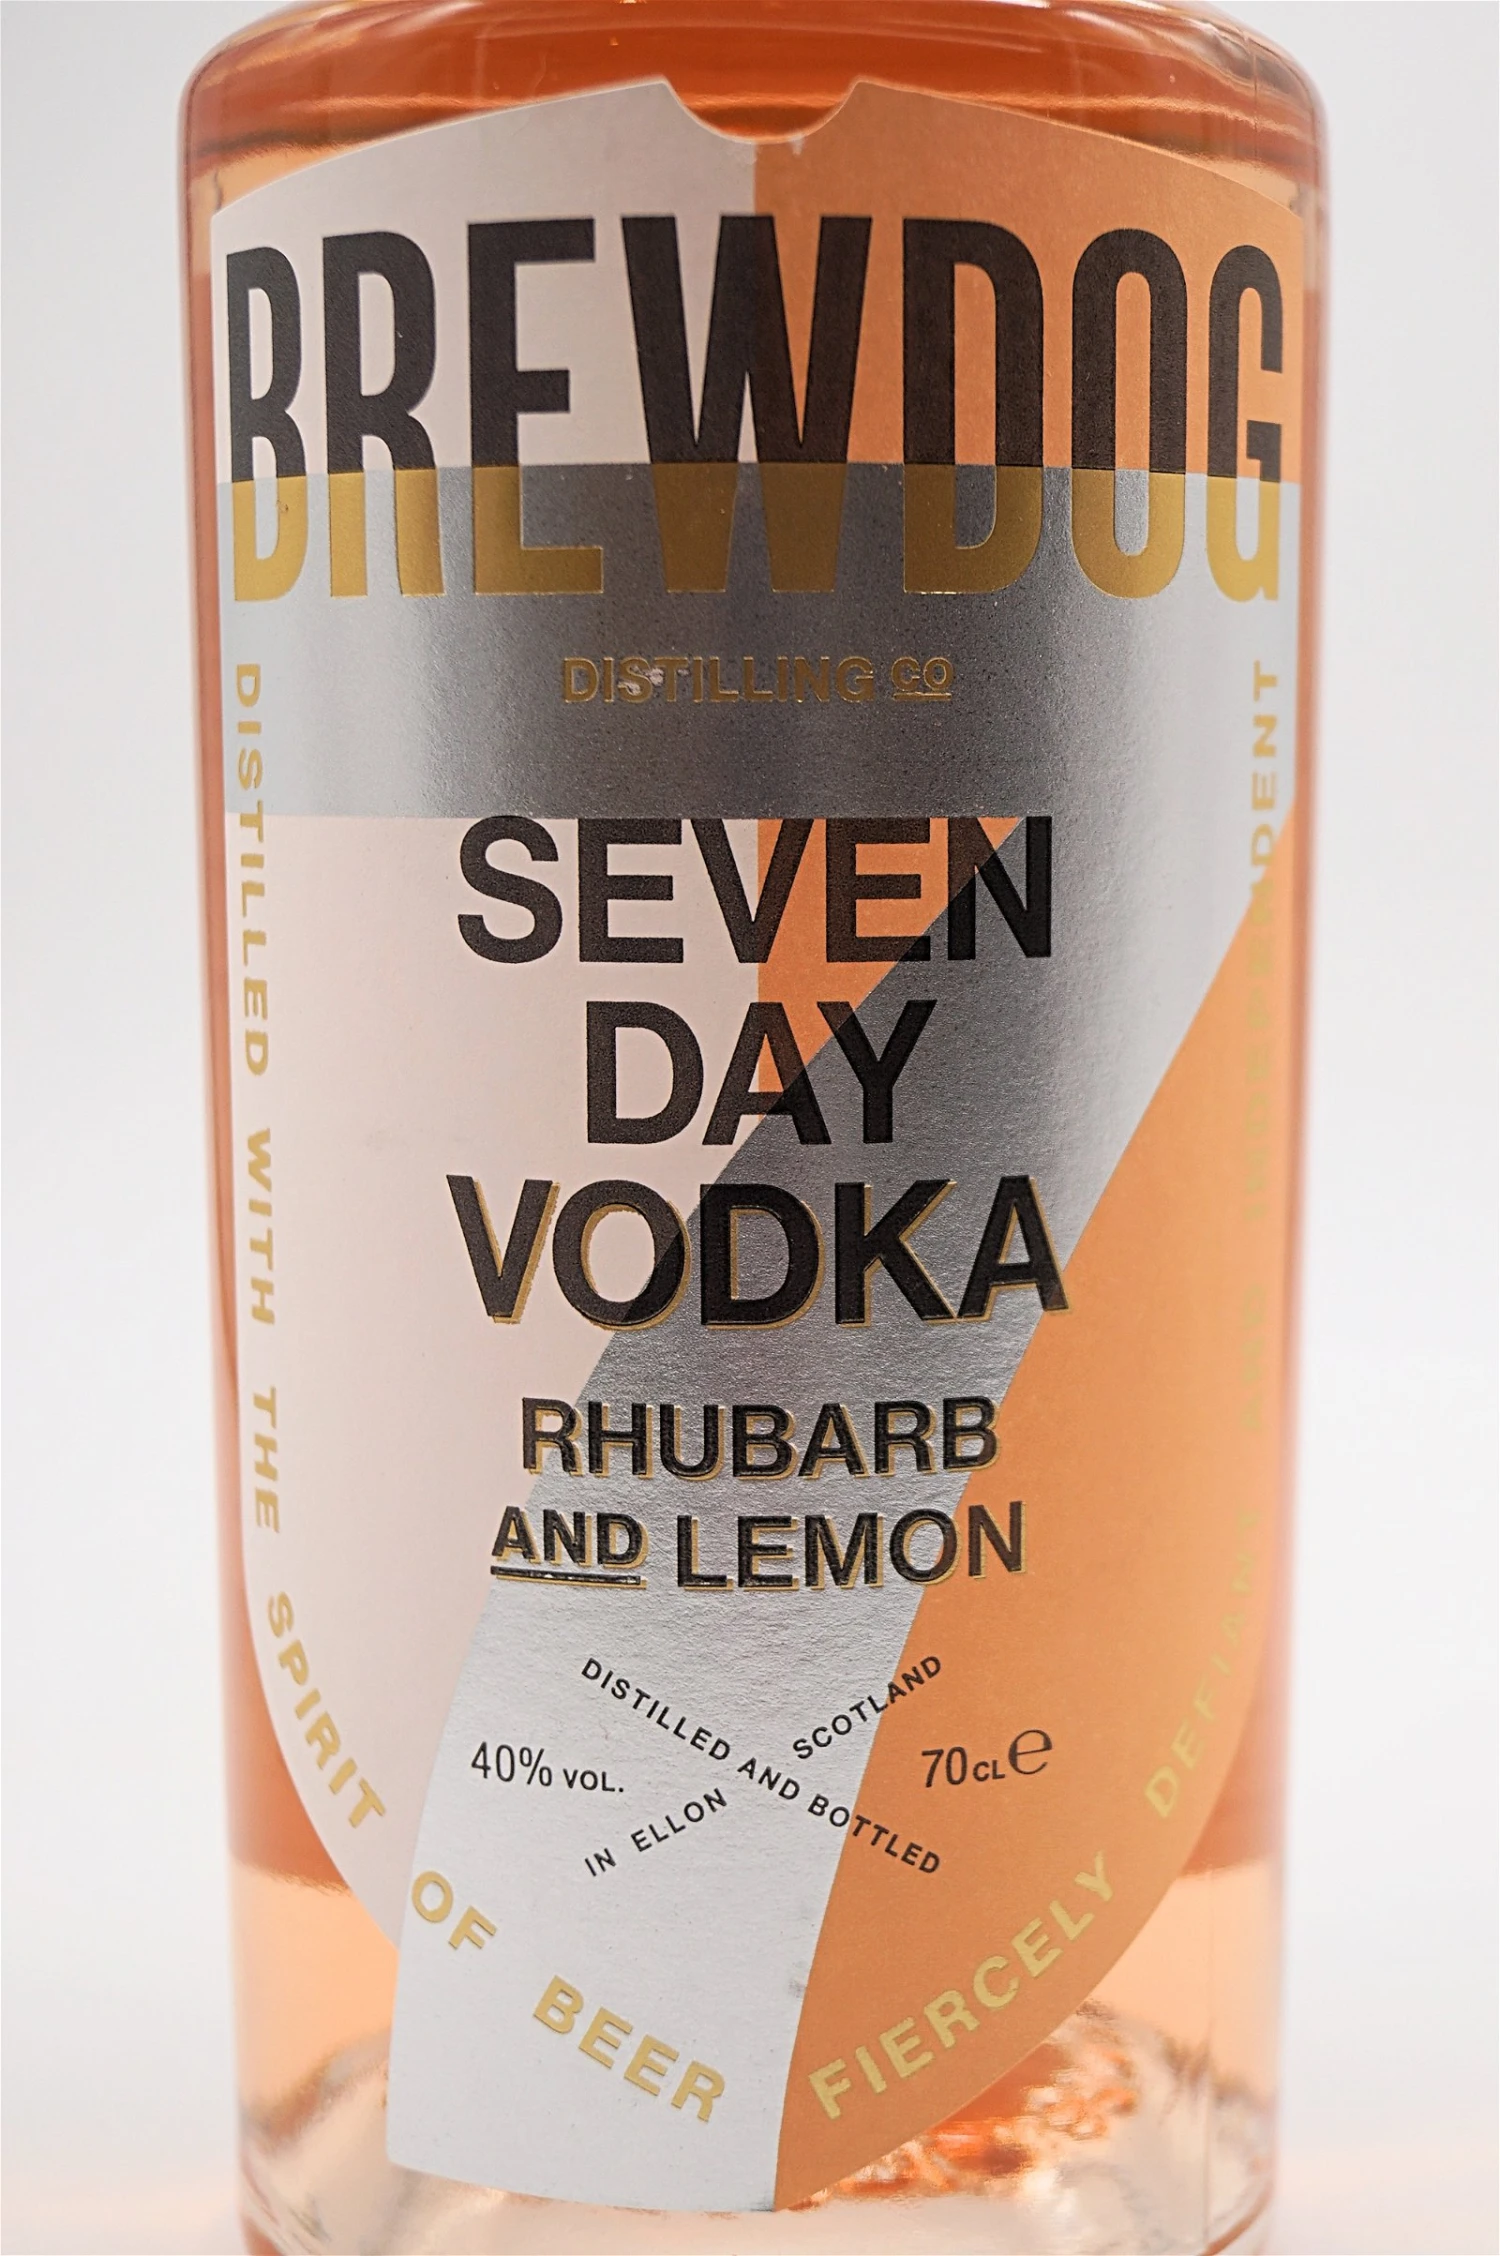 BREWDOG
DISTILLING CO
SEVEN
DAY
VODKA
RHUBARB
AND LEMON
DISTILLED AND BOTTLED
IN ELLON SCOTLAND
40% VOL.
70CL e
DISTILLED WITH THE SPIRIT OF BEER
FIERCELY DEFIANT AND INDEPENDENT